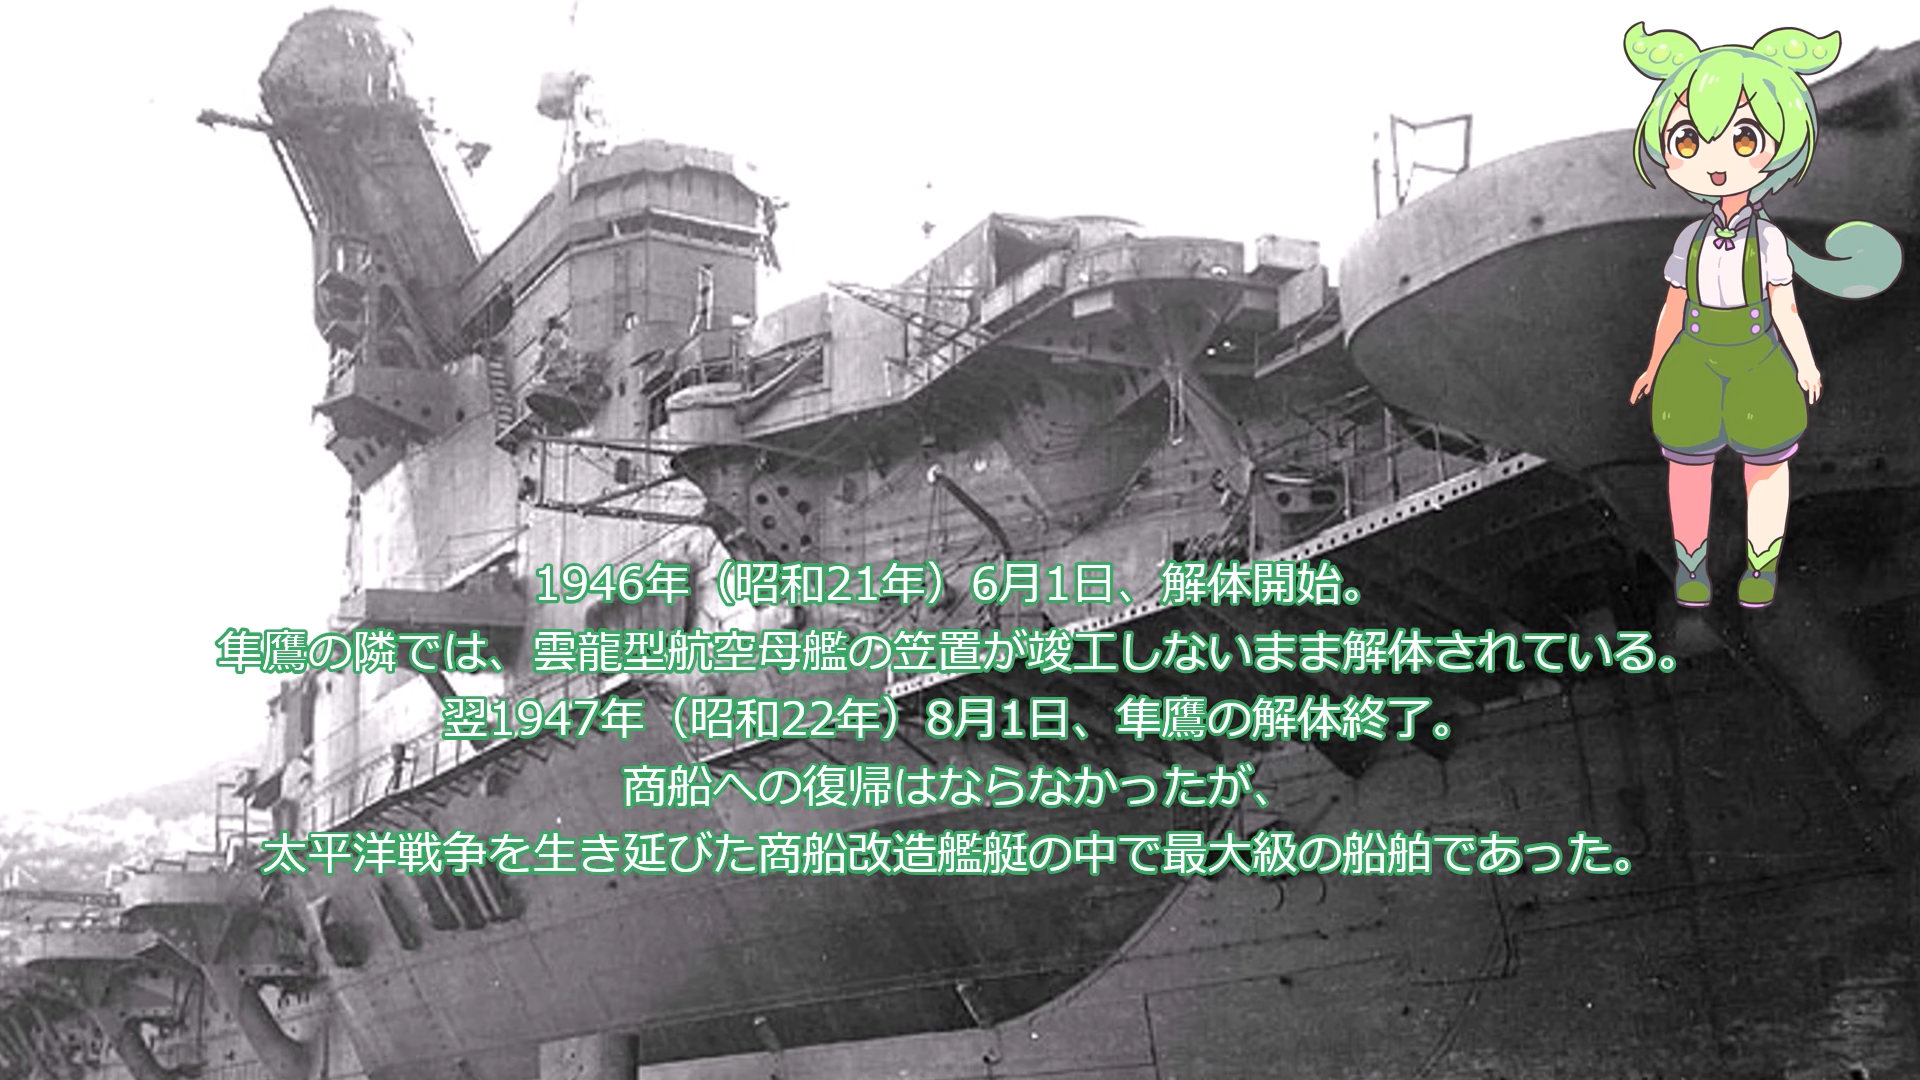 1946年（昭和21年）6月1日、解体開始。
隼鷹の隣では、雲龍型航空母艦の笠置が竣工しないまま解体されている。
翌1947年（昭和22年）8月1日、隼鷹の解体終了。
商船への復帰はならなかったが、
太平洋戦争を生き延びた商船改造艦艇の中で最大級の船舶であった。